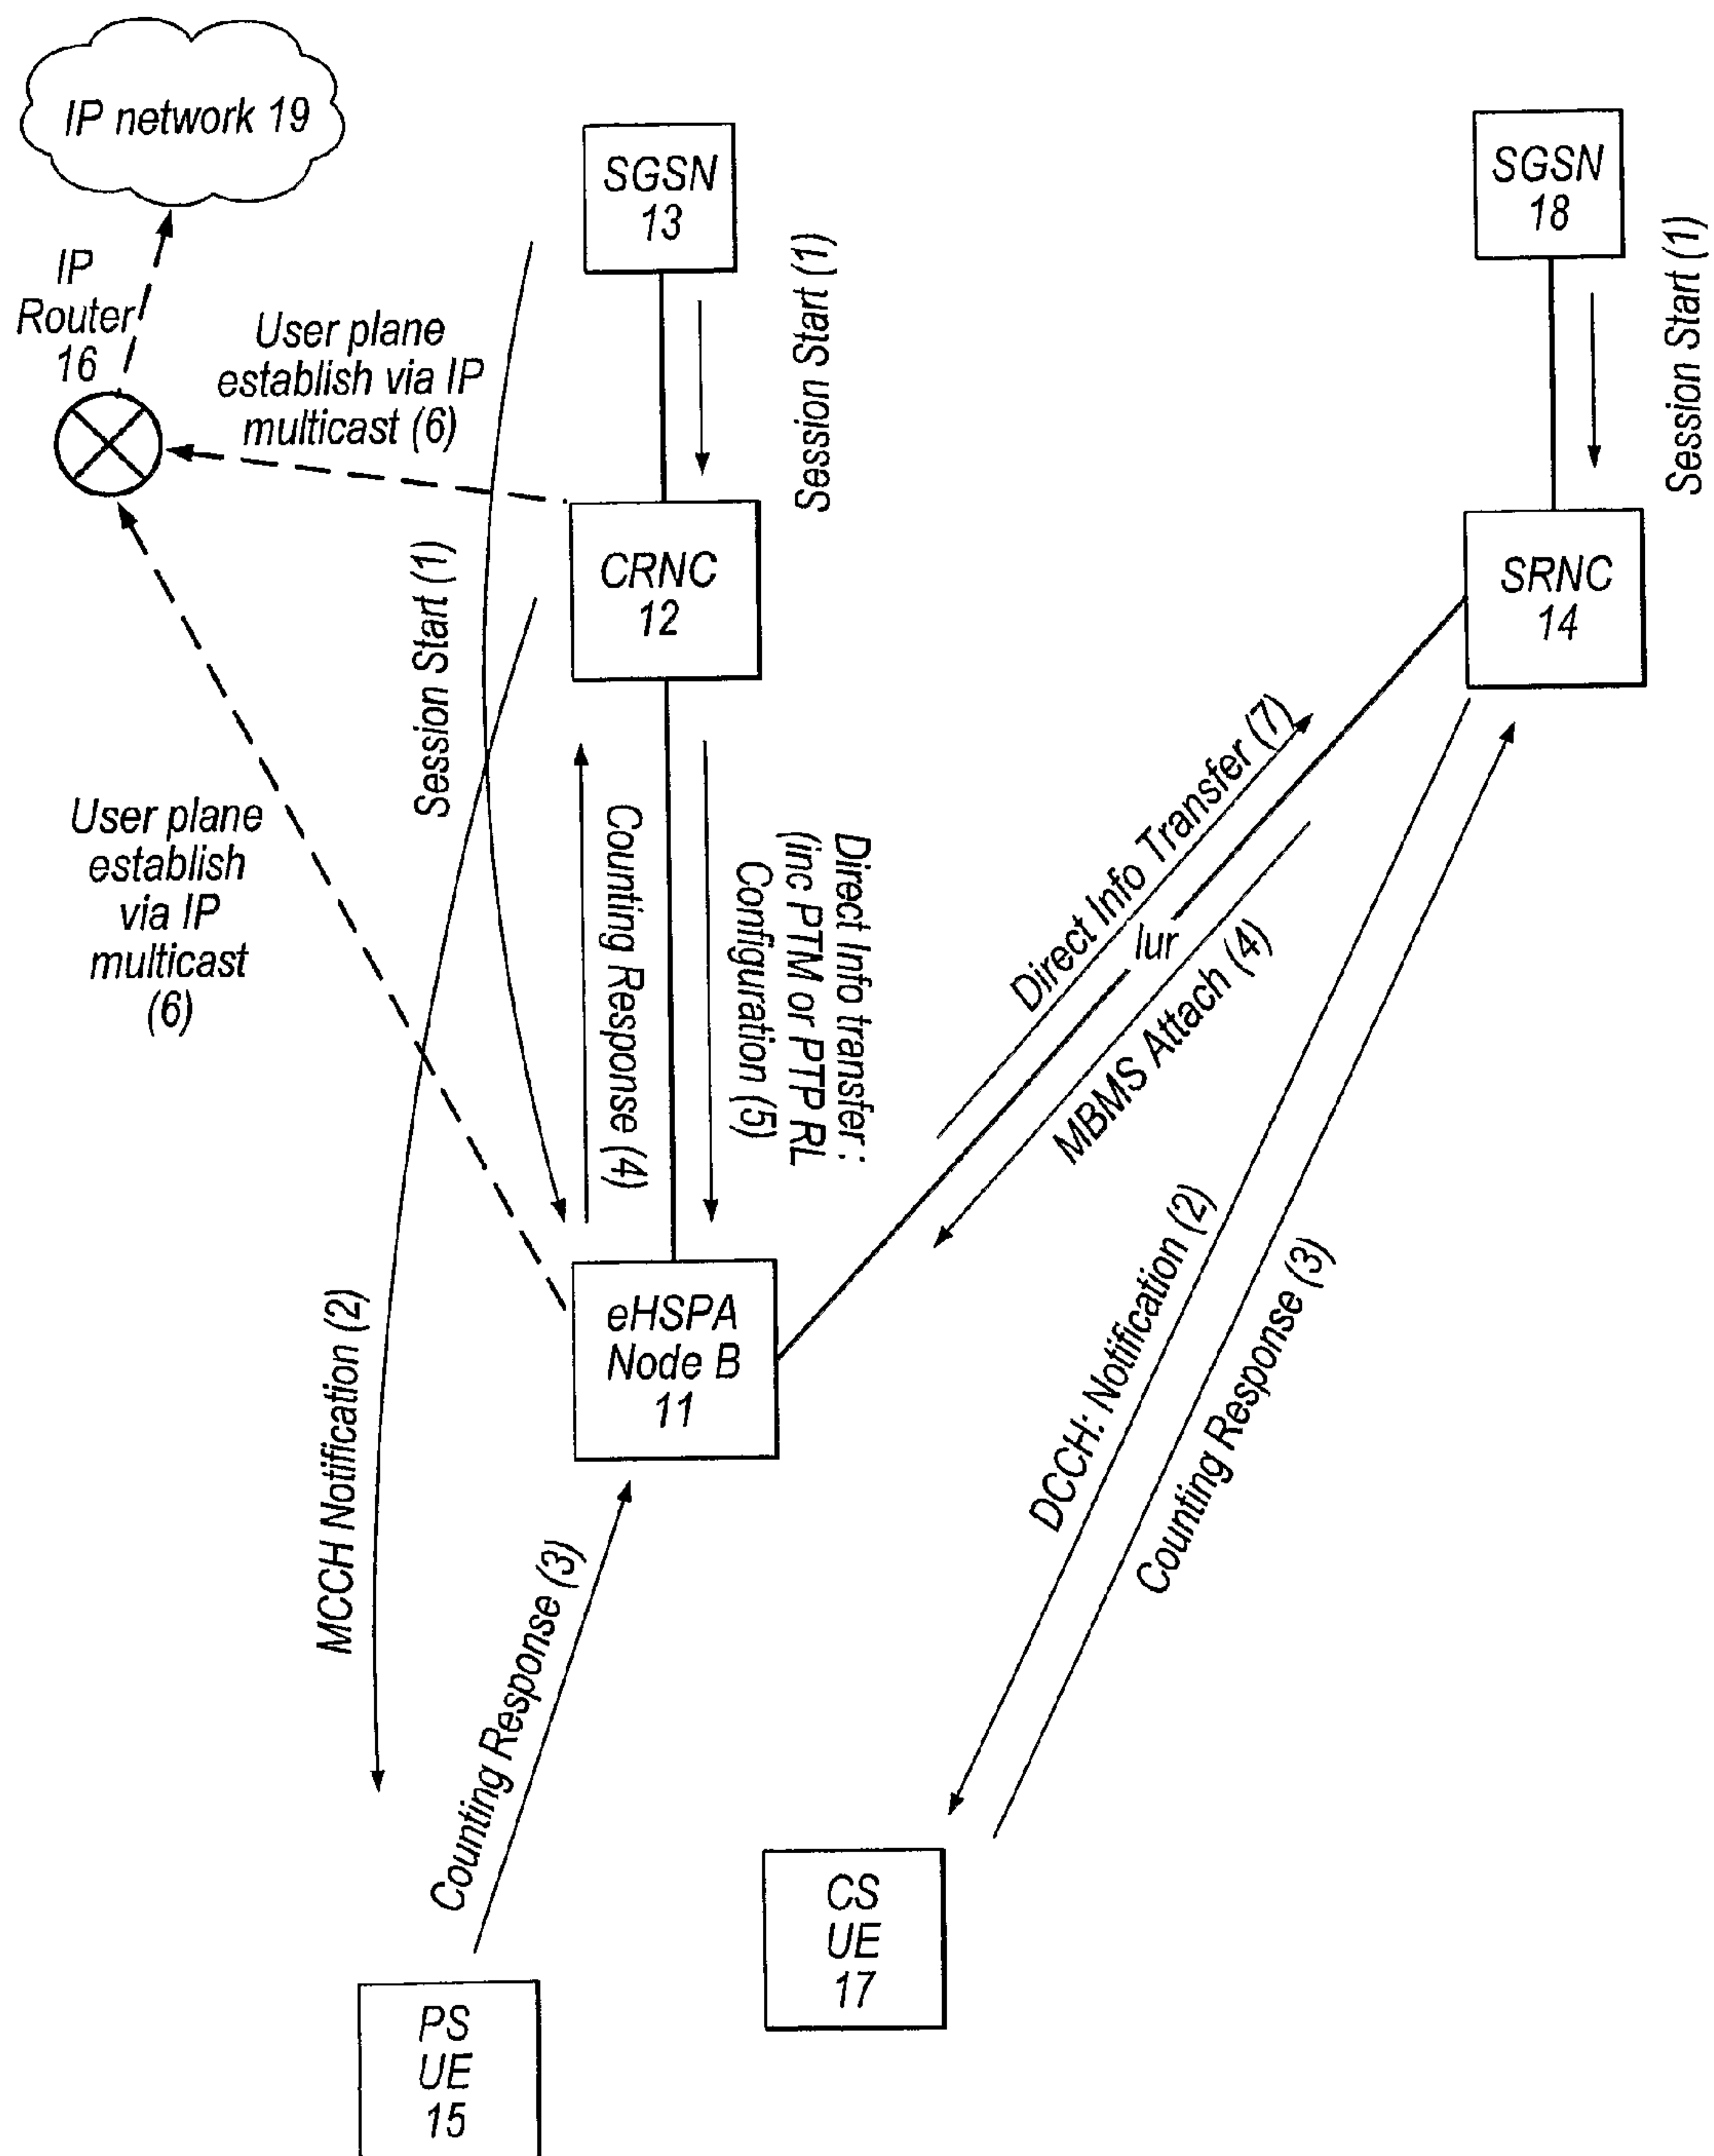 IP network 19
SGSN
13
SGSN
18
IP
Router
16
User plane
establish via IP
multicast (6)
Session Start (1)
Session Start (1)
Session Start (1)
CRNC
12
SRNC
14
User plane
establish
via IP
multicast
(6)
Counting Response (4)
Direct Info transfer :
(inc PTM or PTP RL
Configuration (5)
Direct Info Transfer (7)
Iur
MBMS Attach (4)
eHSPA
Node B
11
MCCH Notification (2)
DCCH: Notification (2)
Counting Response (3)
Counting Response (3)
CS
UE
17
PS
UE
15